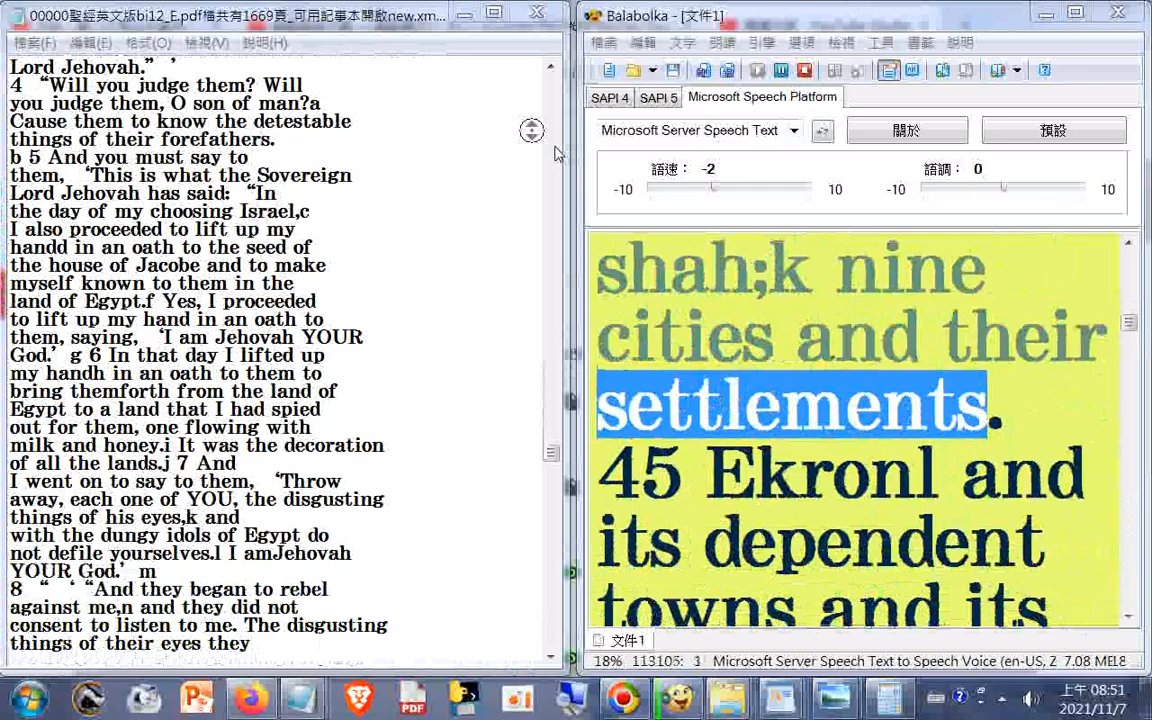 00000聖經英文版bi12_E.pdf檔共有1669頁_可用記事本開啟new.xm...
檔案(F) 編輯(E) 格式(O) 檢視(V) 說明(H)
Lord Jehovah.” ’
4 “Will you judge them? Will
you judge them, O son of man?a
Cause them to know the detestable
things of their forefathers.
b 5 And you must say to
them, ‘This is what the Sovereign
Lord Jehovah has said: “In
the day of my choosing Israel,c
I also proceeded to lift up my
handd in an oath to the seed of
the house of Jacobe and to make
myself known to them in the
land of Egypt.f Yes, I proceeded
to lift up my hand in an oath to
them, saying, ‘I am Jehovah YOUR
God.’ g 6 In that day I lifted up
my handh in an oath to them to
bring themforth from the land of
Egypt to a land that I had spied
out for them, one flowing with
milk and honey.i It was the decoration
of all the lands.j 7 And
I went on to say to them, ‘Throw
away, each one of YOU, the disgusting
things of his eyes,k and
with the dungy idols of Egypt do
not defile yourselves.l I amJehovah
YOUR God.’ m
8 “ ‘ “And they began to rebel
against me,n and they did not
consent to listen to me. The disgusting
things of their eyes they
Balabolka - [文件1]
檔案 編輯 文字 朗讀 引擎 選項 檢視 工具 書籤 說明
SAPI 4 SAPI 5 Microsoft Speech Platform
Microsoft Server Speech Text 關於 預設
語速: -2 語調: 0
-10 10 -10 10
shah;k nine
cities and their
settlements.
45 Ekronl and
its dependent
towns and its
文件1
18% 113105: 1 Microsoft Server Speech Text to Speech Voice (en-US, Z 7.08 MEL8
PDF
上午 08:51
2021/11/7